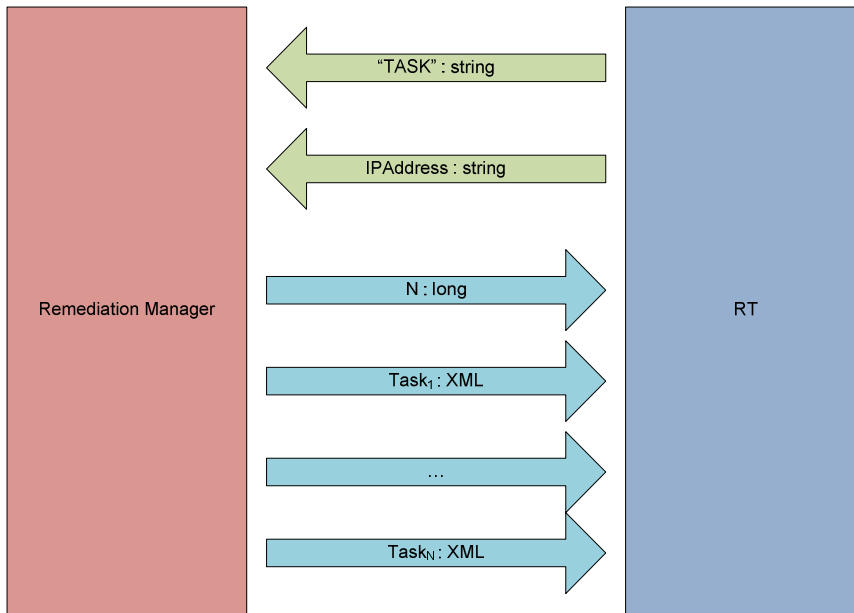 “TASK” : string
IPAddress : string
N : long
Remediation Manager
RT
Task₁ : XML
...
Taskₙ : XML